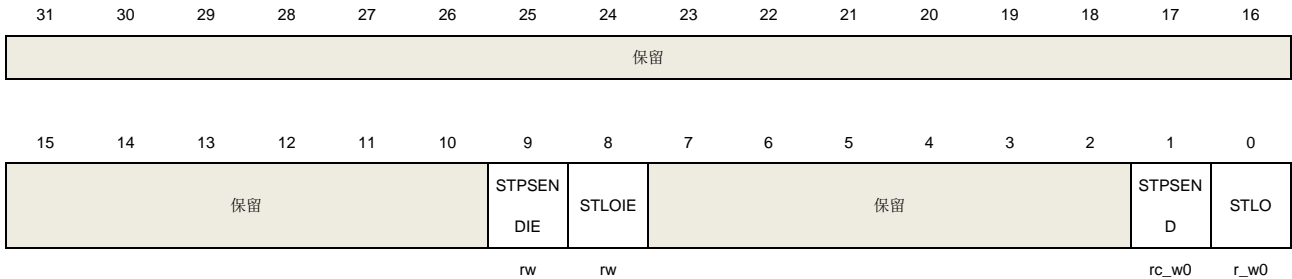 31 30 29 28 27 26 25 24 23 22 21 20 19 18 17 16
保留
15 14 13 12 11 10 9 8 7 6 5 4 3 2 1 0
保留 STPSEN DIE STLOIE 保留 STPSEN D STLO
rw rw rc_w0 r_w0